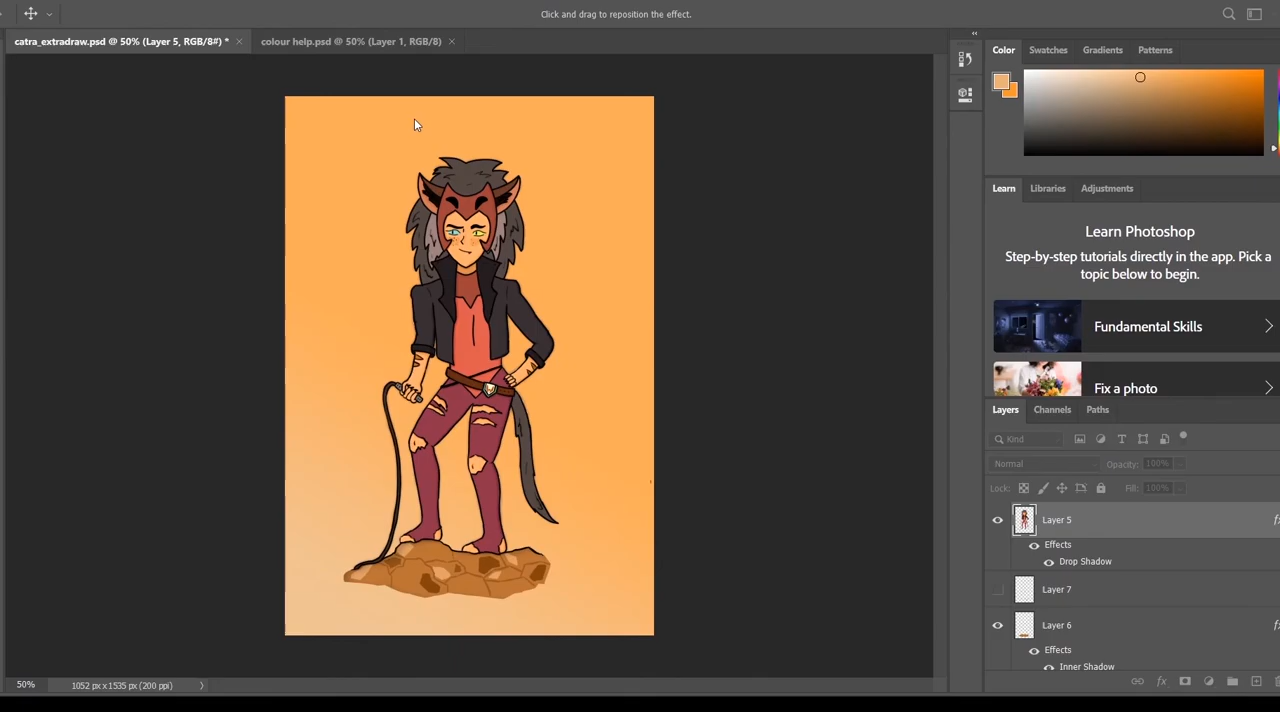 Click and drag to reposition the effect.
catra_extradraw.psd @ 50% (Layer 5, RGB/8#) *
colour help.psd @ 50% (Layer 1, RGB/8)
Color Swatches Gradients Patterns
Learn Libraries Adjustments
Learn Photoshop
Step-by-step tutorials directly in the app. Pick a
topic below to begin.
Fundamental Skills
Fix a photo
Layers Channels Paths
Kind
Normal Opacity: 100%
Lock: Fill: 100%
Layer 5
Effects
Drop Shadow
Layer 7
Layer 6
Effects
Inner Shadow
50% 1052 px x 1535 px (200 ppi)